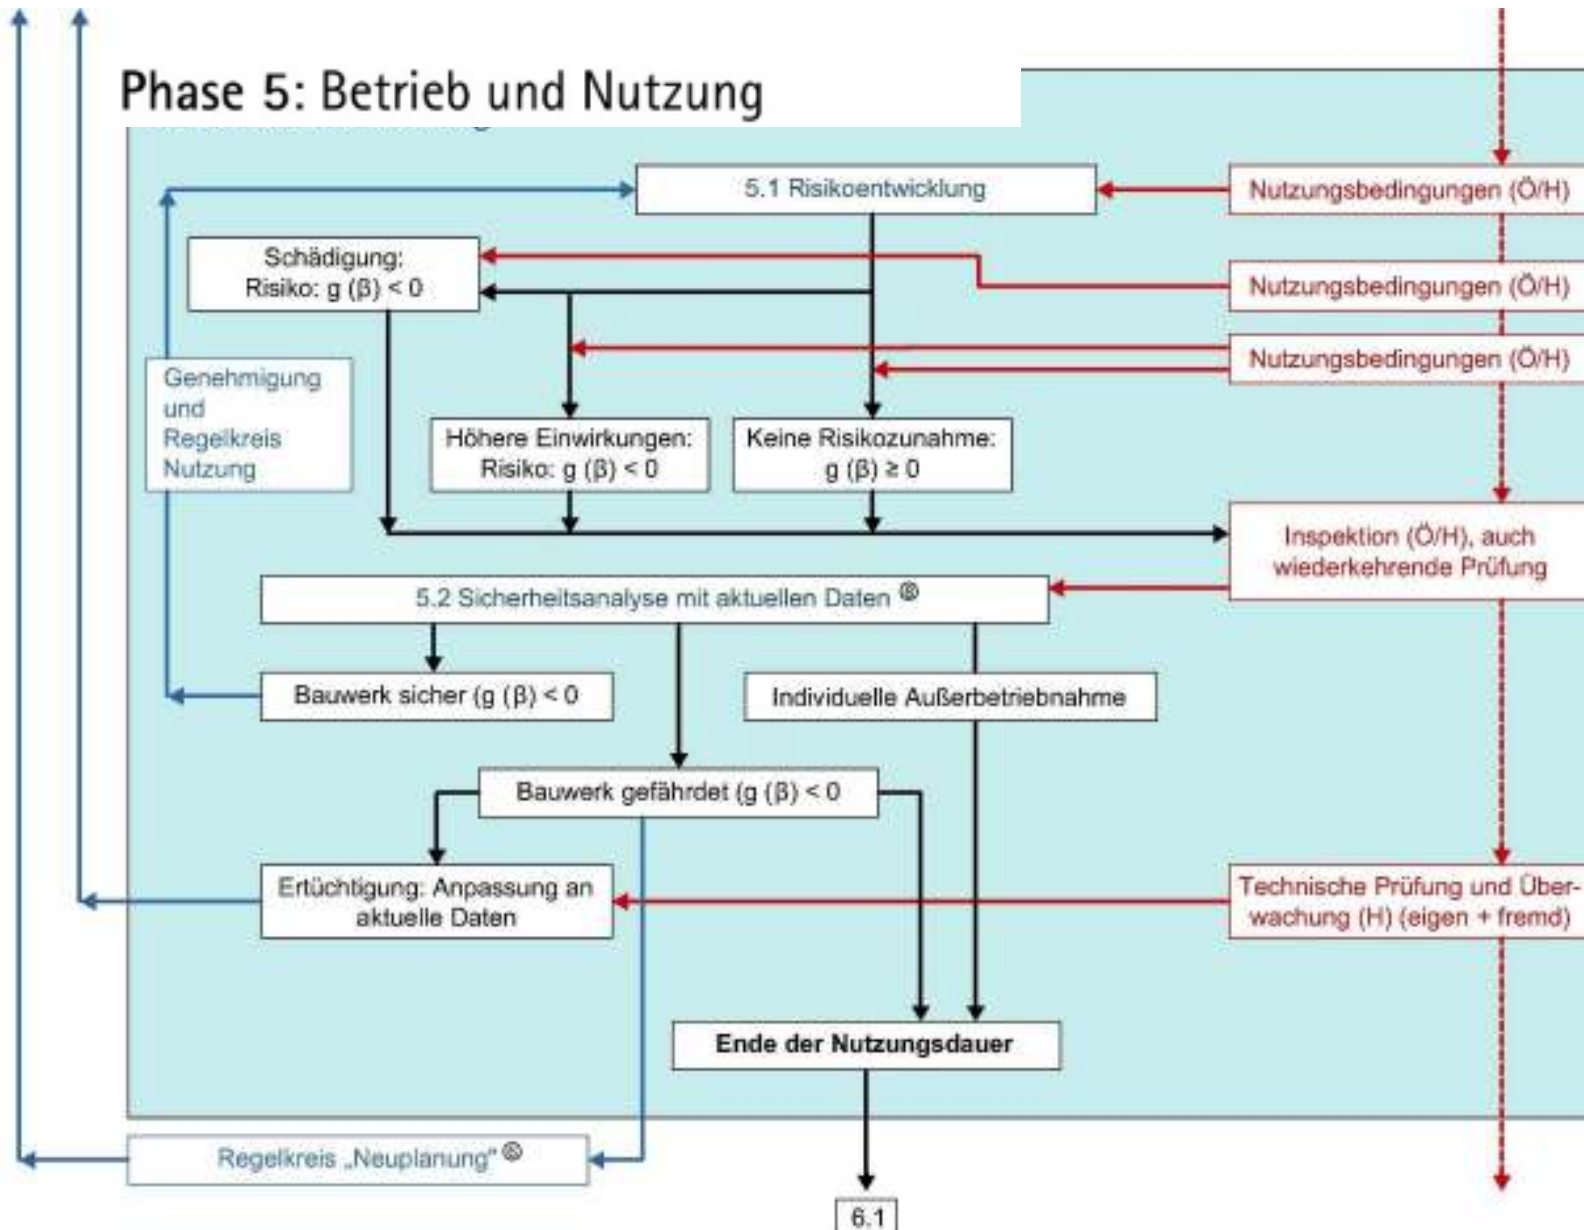 Phase 5: Betrieb und Nutzung
5.1 Risikoentwicklung
Nutzungsbedingungen (Ö/H)
Schädigung:
Risiko: g (β) < 0
Nutzungsbedingungen (Ö/H)
Nutzungsbedingungen (Ö/H)
Genehmigung
und
Regelkreis
Nutzung
Höhere Einwirkungen:
Risiko: g (β) < 0
Keine Risikozunahme:
g (β) ≥ 0
Inspektion (Ö/H), auch
wiederkehrende Prüfung
5.2 Sicherheitsanalyse mit aktuellen Daten
Bauwerk sicher (g (β) < 0
Individuelle Außerbetriebnahme
Bauwerk gefährdet (g (β) < 0
Ertüchtigung: Anpassung an
aktuelle Daten
Technische Prüfung und Über-
wachung (H) (eigen + fremd)
Ende der Nutzungsdauer
Regelkreis „Neuplanung"
6.1